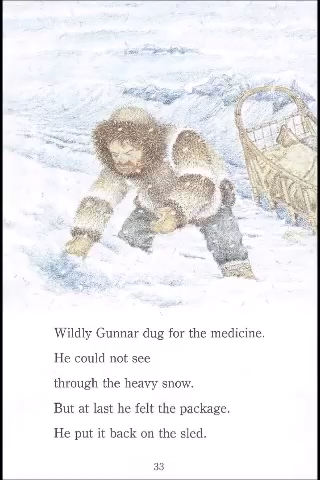 Wildly Gunnar dug for the medicine.
He could not see
through the heavy snow.
But at last he felt the package.
He put it back on the sled.
33